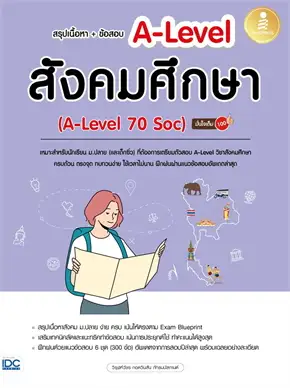 สรุปเนื้อหา + ข้อสอบ A-Level
สังคมศึกษา
(A-Level 70 Soc) มั่นใจเต็ม 100
เหมาะสำหรับนักเรียน ม.ปลาย (และเด็กซิ่ว) ที่ต้องการเตรียมตัวสอบ A-Level วิชาสังคมศึกษา
ครบถ้วน ตรงจุด ทบทวนง่าย ใช้เวลาไม่นาน ฝึกฝนผ่านแนวข้อสอบอัปเดตล่าสุด
สรุปเนื้อหาสังคม ม.ปลาย ง่าย ครบ เน้นให้ตรงตาม Exam Blueprint
เสริมเทคนิคลัดและแนวการทำข้อสอบ เน้นการประยุกต์ใช้ ทำคะแนนได้สูงสุด
ฝึกฝนด้วยแนวข้อสอบ 6 ชุด (300 ข้อ) อัปเดตจากการสอบปีล่าสุด พร้อมเฉลยอย่างละเอียด
IDC